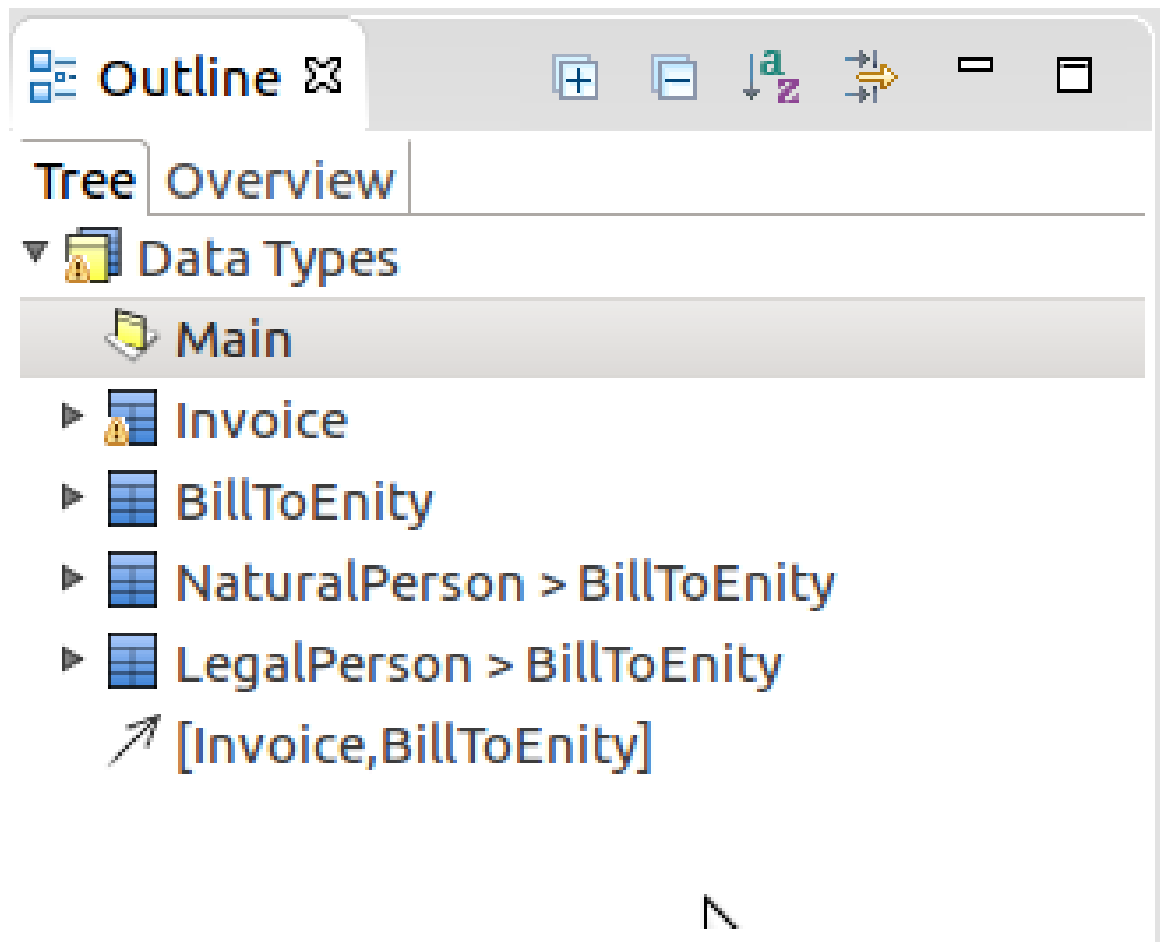 Outline
Tree Overview
Data Types
Main
Invoice
BillToEnity
NaturalPerson > BillToEnity
LegalPerson > BillToEnity
[Invoice,BillToEnity]